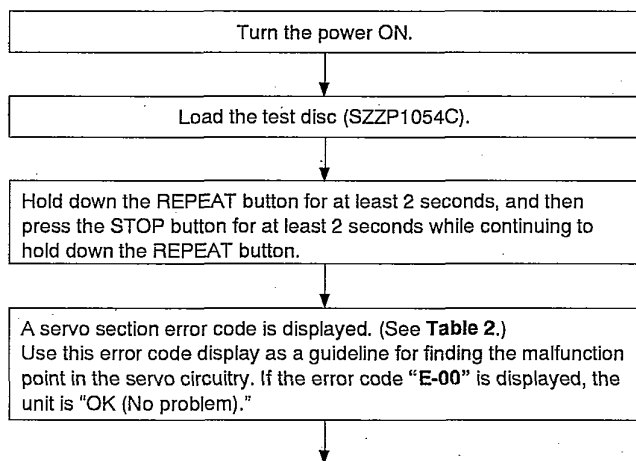 Turn the power ON.
Load the test disc (SZZP1054C).
Hold down the REPEAT button for at least 2 seconds, and then
press the STOP button for at least 2 seconds while continuing to
hold down the REPEAT button.
A servo section error code is displayed. (See Table 2.)
Use this error code display as a guideline for finding the malfunction
point in the servo circuitry. If the error code "E-00" is displayed, the
unit is "OK (No problem)."